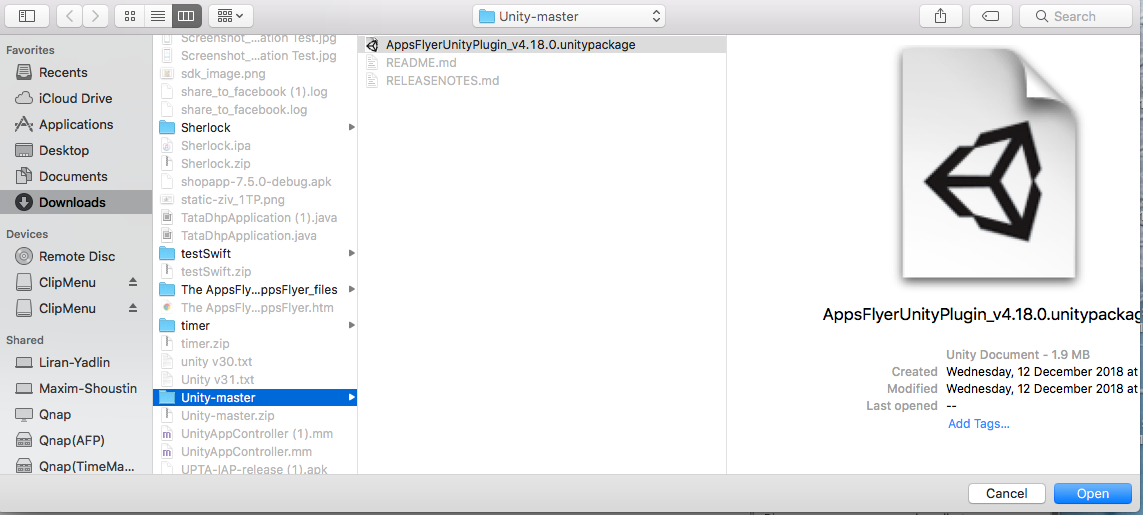 Unity-master
Search
Favorites
Recents
iCloud Drive
Applications
Desktop
Documents
Downloads
Devices
Remote Disc
ClipMenu
ClipMenu
Shared
Liran-Yadlin
Maxim-Shoustin
Qnap
Qnap(AFP)
Qnap(TimeMa...
Screenshot_...ation Test.jpg
Screenshot_...ation Test.jpg
sdk_image.png
share_to_facebook (1).log
share_to_facebook.log
Sherlock
Sherlock.ipa
Sherlock.zip
shopapp-7.5.0-debug.apk
static-ziv_1TP.png
TataDhpApplication (1).java
TataDhpApplication.java
testSwift
testSwift.zip
The AppsFly...ppsFlyer_files
The AppsFly...ppsFlyer.htm
timer
timer.zip
unity v30.txt
Unity v31.txt
Unity-master
Unity-master.zip
UnityAppController (1).mm
UnityAppController.mm
UPTA-IAP-release (1).apk
AppsFlyerUnityPlugin_v4.18.0.unitypackage
README.md
RELEASENOTES.md
AppsFlyerUnityPlugin_v4.18.0.unitypackag
Unity Document - 1.9 MB
Created Wednesday, 12 December 2018 at
Modified Wednesday, 12 December 2018 at
Last opened --
Add Tags...
Cancel
Open